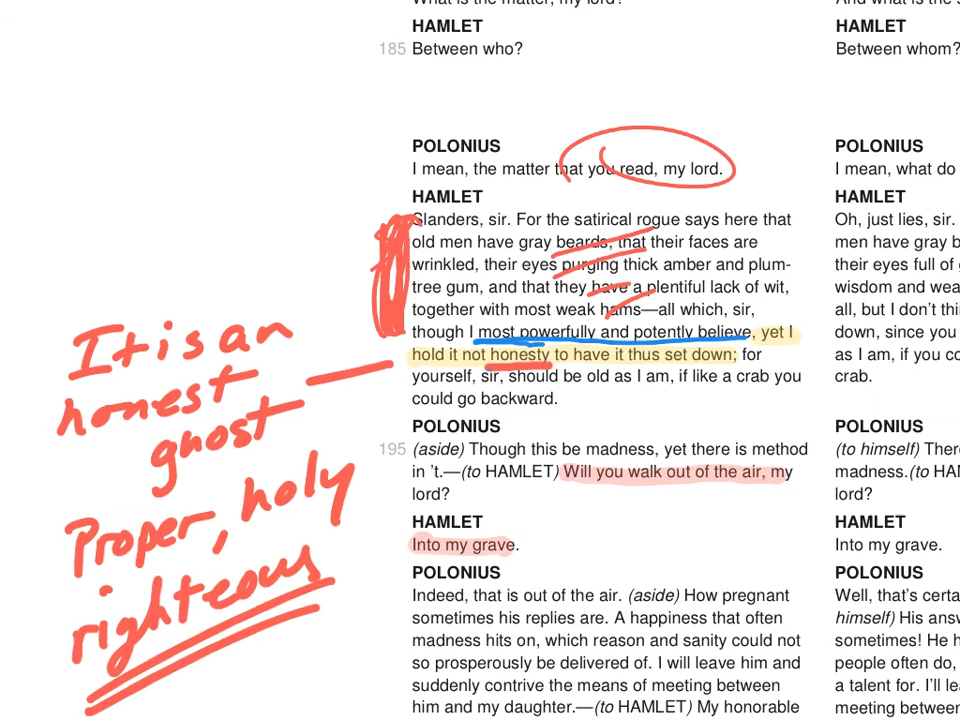 What is the matter, my lord?
HAMLET
185 Between who?
POLONIUS
I mean, the matter that you read, my lord.
HAMLET
Slanders, sir. For the satirical rogue says here that
old men have gray beards, that their faces are
wrinkled, their eyes purging thick amber and plum-
tree gum, and that they have a plentiful lack of wit,
together with most weak hams—all which, sir,
though I most powerfully and potently believe, yet I
hold it not honesty to have it thus set down; for
yourself, sir, should be old as I am, if like a crab you
could go backward.
POLONIUS
195 (aside) Though this be madness, yet there is method
in ’t.—(to HAMLET) Will you walk out of the air, my
lord?
HAMLET
Into my grave.
POLONIUS
Indeed, that is out of the air. (aside) How pregnant
sometimes his replies are. A happiness that often
madness hits on, which reason and sanity could not
so prosperously be delivered of. I will leave him and
suddenly contrive the means of meeting between
him and my daughter.—(to HAMLET) My honorable
And what is the
HAMLET
Between whom?
POLONIUS
I mean, what do
HAMLET
Oh, just lies, sir.
men have gray b
their eyes full of
wisdom and wea
all, but I don’t thi
down, since you
as I am, if you co
crab.
POLONIUS
(to himself) Ther
madness.(to HA
lord?
HAMLET
Into my grave.
POLONIUS
Well, that’s certa
himself) His answ
sometimes! He h
people often do,
a talent for. I’ll le
meeting between
It is an
honest
ghost
Proper, holy
righteous